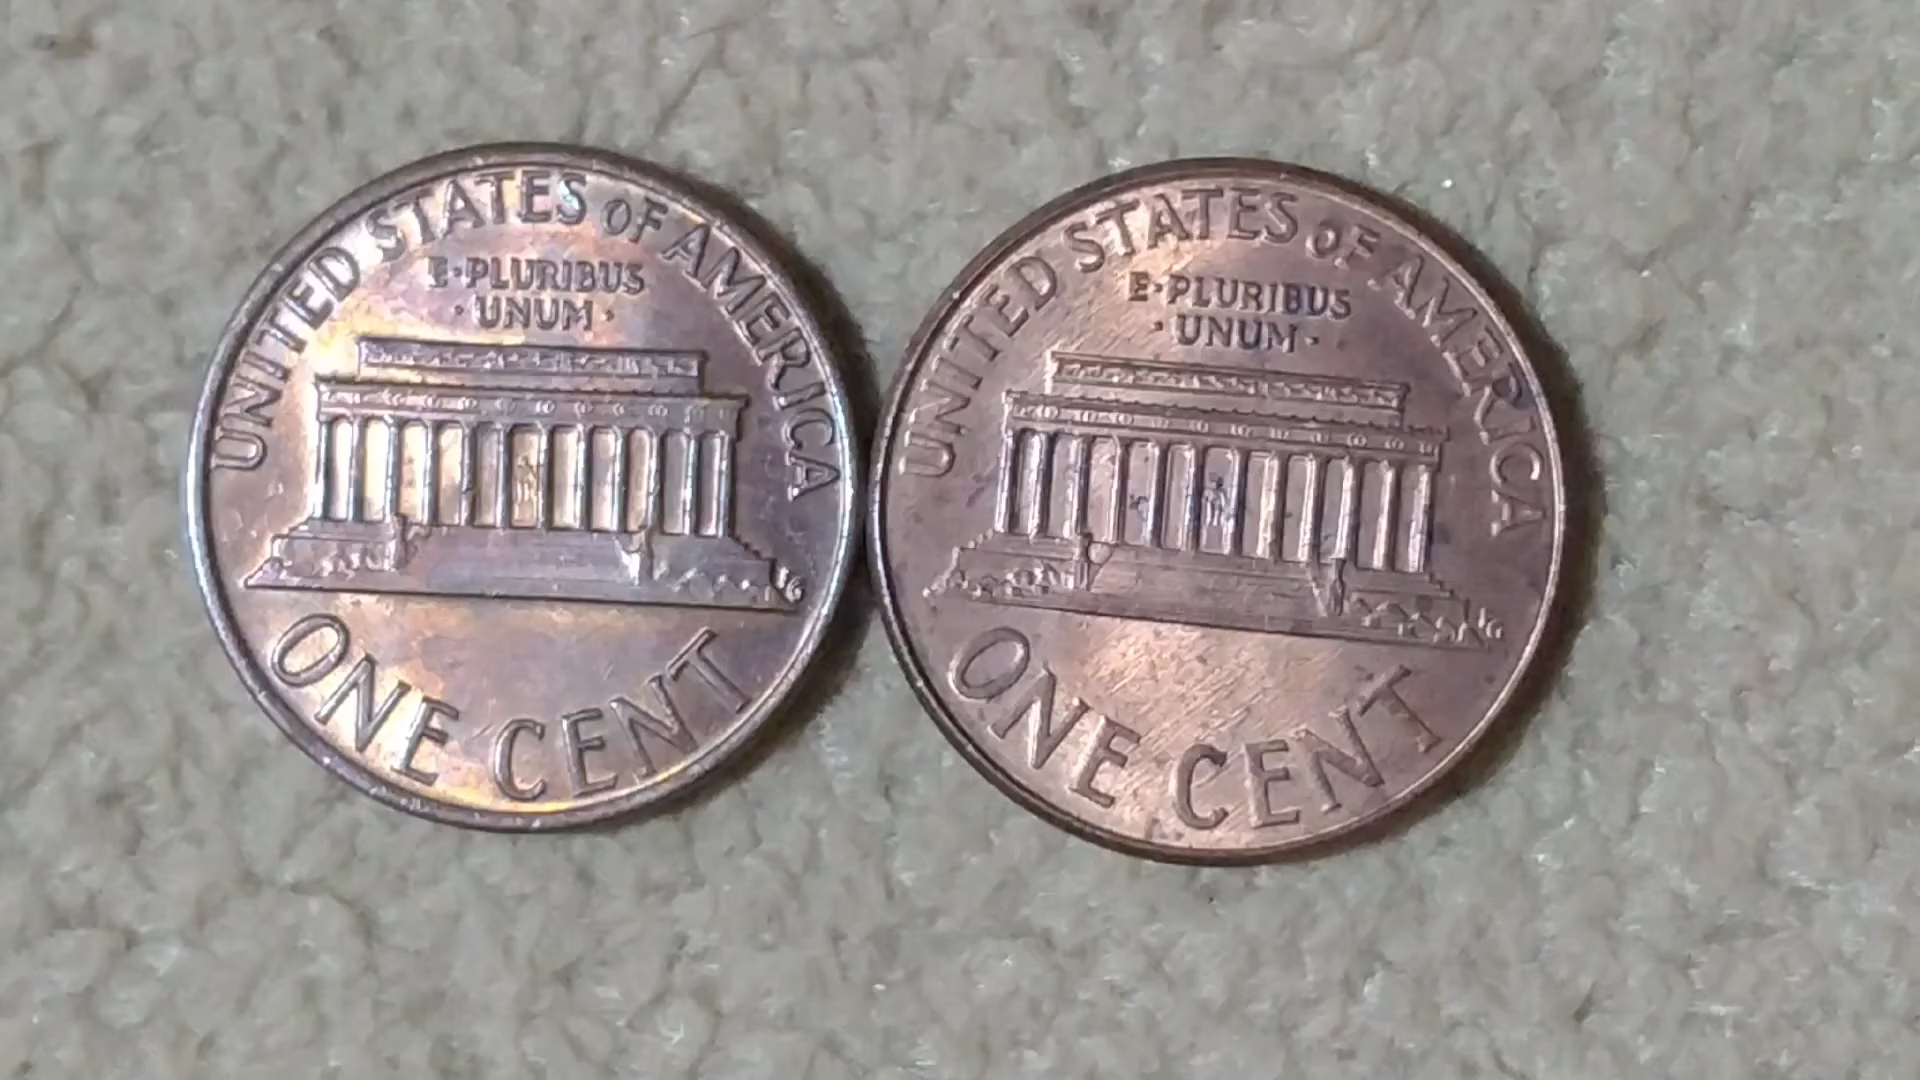 UNITED STATES OF AMERICA
E·PLURIBUS
·UNUM·
ONE CENT
UNITED STATES OF AMERICA
E·PLURIBUS
·UNUM·
ONE CENT